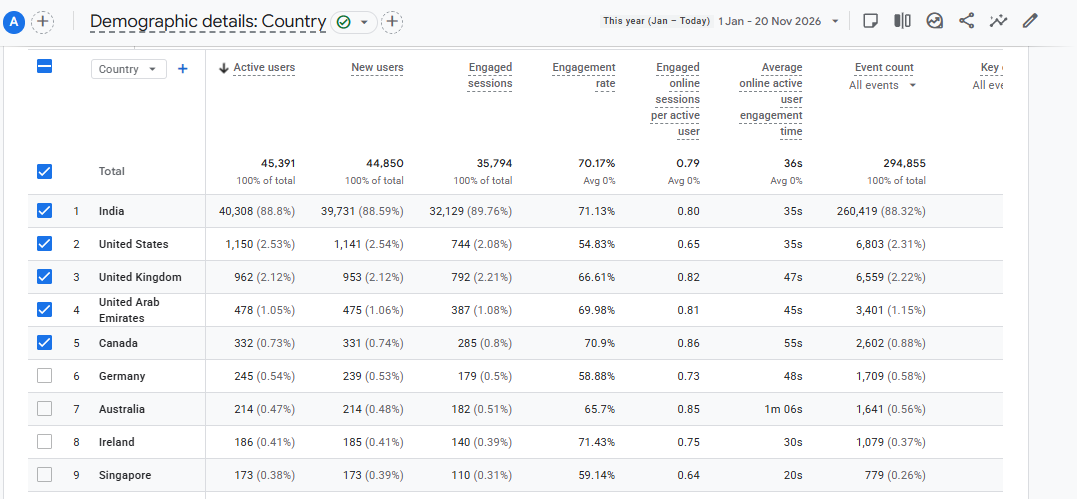 A
Demographic details: Country
This year (Jan – Today) 1 Jan - 20 Nov 2026
Country
Active users
New users
Engaged
sessions
Engagement
rate
Engaged
online
sessions
per active
user
Average
online active
user
engagement
time
Event count
All events
Key
All eve
Total
45,391
44,850
35,794
70.17%
0.79
36s
294,855
100% of total
100% of total
100% of total
Avg 0%
Avg 0%
Avg 0%
100% of total
1 India 40,308 (88.8%) 39,731 (88.59%) 32,129 (89.76%) 71.13% 0.80 35s 260,419 (88.32%)
2 United States 1,150 (2.53%) 1,141 (2.54%) 744 (2.08%) 54.83% 0.65 35s 6,803 (2.31%)
3 United Kingdom 962 (2.12%) 953 (2.12%) 792 (2.21%) 66.61% 0.82 47s 6,559 (2.22%)
4 United Arab
Emirates 478 (1.05%) 475 (1.06%) 387 (1.08%) 69.98% 0.81 45s 3,401 (1.15%)
5 Canada 332 (0.73%) 331 (0.74%) 285 (0.8%) 70.9% 0.86 55s 2,602 (0.88%)
6 Germany 245 (0.54%) 239 (0.53%) 179 (0.5%) 58.88% 0.73 48s 1,709 (0.58%)
7 Australia 214 (0.47%) 214 (0.48%) 182 (0.51%) 65.7% 0.85 1m 06s 1,641 (0.56%)
8 Ireland 186 (0.41%) 185 (0.41%) 140 (0.39%) 71.43% 0.75 30s 1,079 (0.37%)
9 Singapore 173 (0.38%) 173 (0.39%) 110 (0.31%) 59.14% 0.64 20s 779 (0.26%)